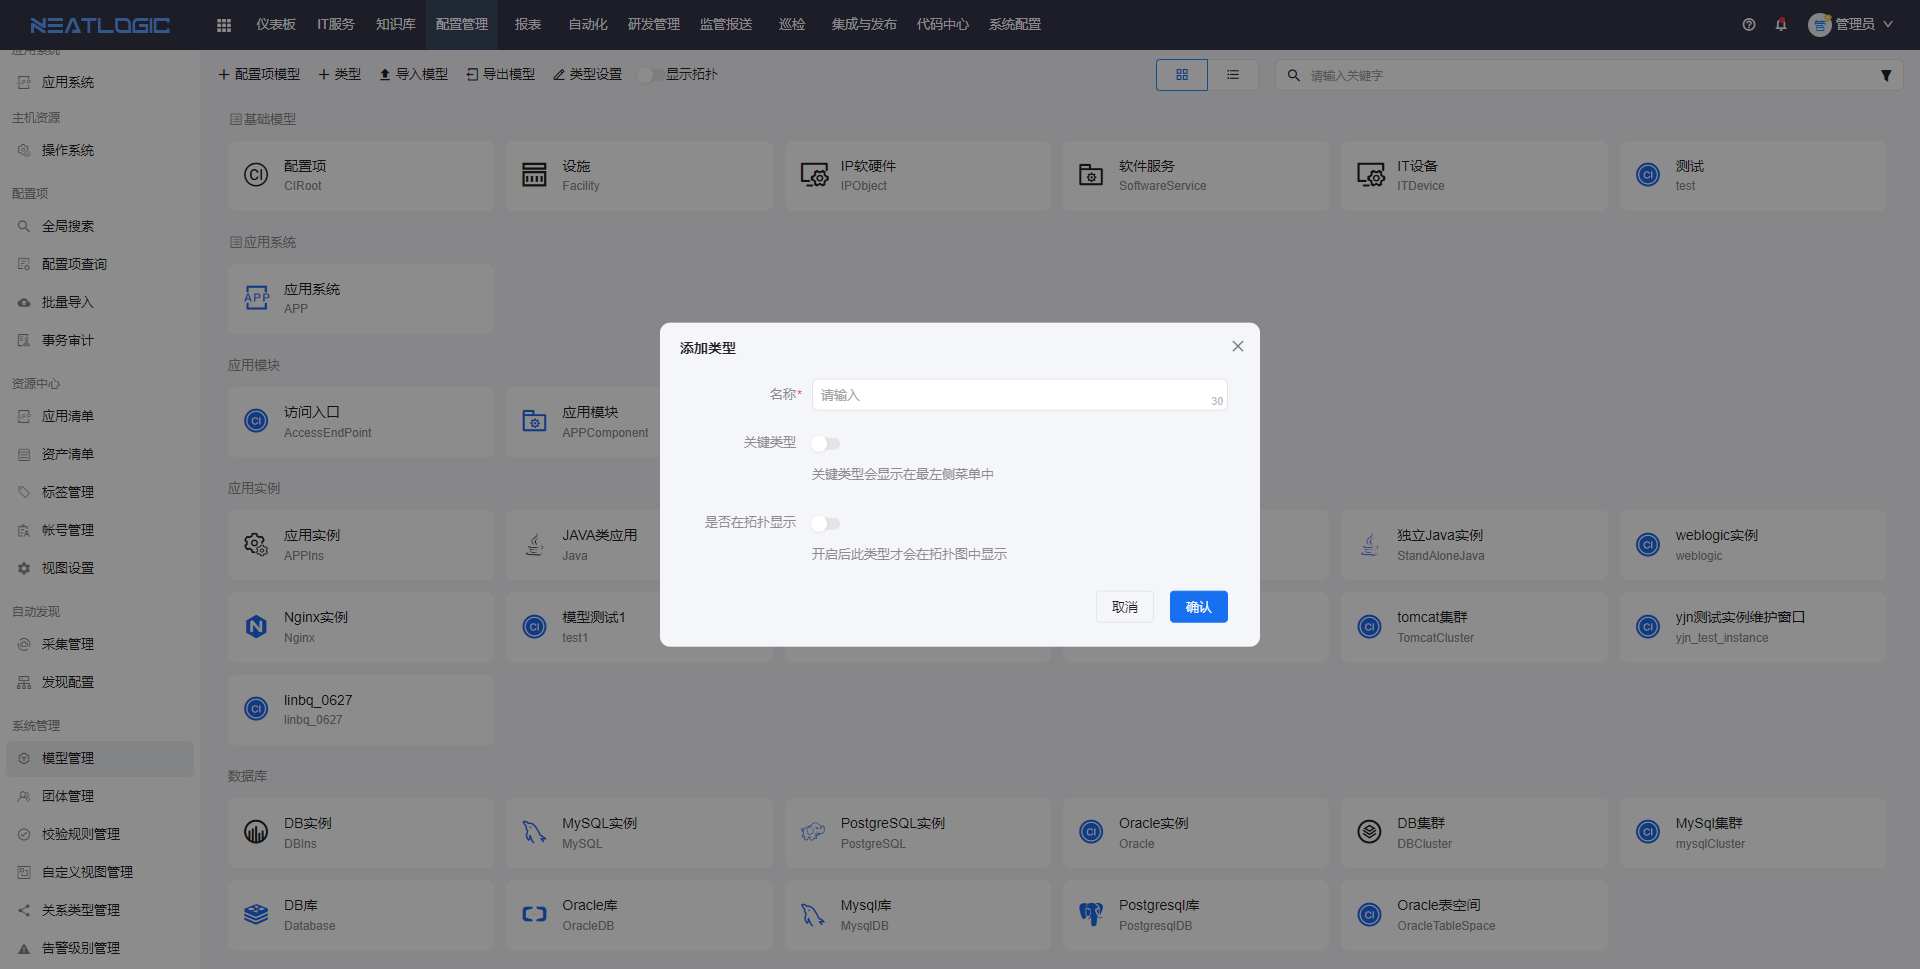 NEATLOGIC 仪表板 IT服务 知识库 配置管理 报表 自动化 研发管理 监管报送 巡检 集成与发布 代码中心 系统配置 管 管理员
应用系统
应用系统
主机资源
操作系统
配置项
全局搜索
配置项查询
批量导入
事务审计
资源中心
应用清单
资产清单
标签管理
帐号管理
视图设置
自动发现
采集管理
发现配置
系统管理
模型管理
团体管理
校验规则管理
自定义视图管理
关系类型管理
告警级别管理
配置项模型 类型 导入模型 导出模型 类型设置 显示拓扑 请输入关键字
基础模型
CI 配置项 设施 IP软硬件 软件服务 IT设备 CI 测试
CIRoot Facility IPObject SoftwareService ITDevice test
应用系统
APP 应用系统
APP
应用模块
CI 访问入口 应用模块
AccessEndPoint APPComponent
应用实例
应用实例 JAVA类应用 独立Java实例 CI weblogic实例
APPIns Java StandAloneJava weblogic
N Nginx实例 CI 模型测试1 CI tomcat集群 CI yjn测试实例维护窗口
Nginx test1 TomcatCluster yjn_test_instance
CI linbq_0627
linbq_0627
数据库
DB实例 MySQL实例 PostgreSQL实例 CI Oracle实例 DB集群 CI MySql集群
DBIns MySQL PostgreSQL Oracle DBCluster mysqlCluster
DB库 Oracle库 Mysql库 Postgresql库 CI Oracle表空间
Database OracleDB MysqlDB PostgresqlDB OracleTableSpace
添加类型
名称* 请输入 30
关键类型
关键类型会显示在最左侧菜单中
是否在拓扑显示
开启后此类型才会在拓扑图中显示
取消 确认